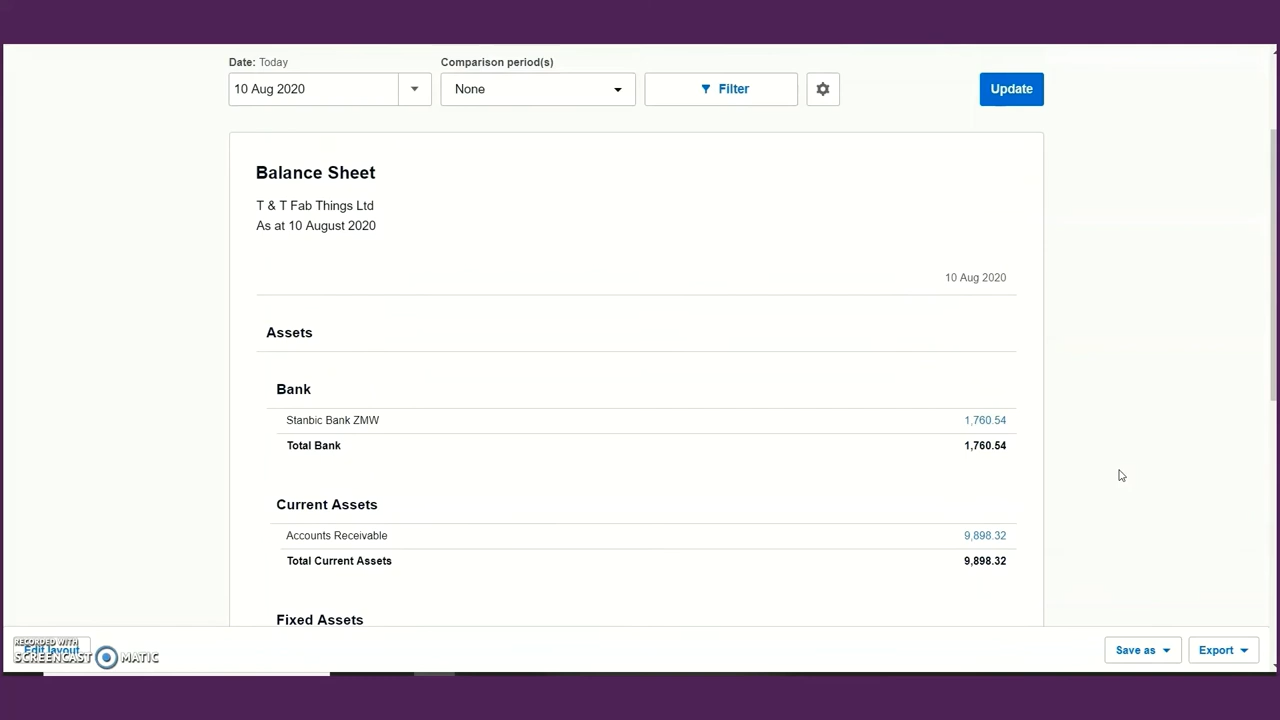 Date: Today
Comparison period(s)
10 Aug 2020
None
Filter
Update
Balance Sheet
T & T Fab Things Ltd
As at 10 August 2020
10 Aug 2020
Assets
Bank
Stanbic Bank ZMW 1,760.54
Total Bank 1,760.54
Current Assets
Accounts Receivable 9,898.32
Total Current Assets 9,898.32
Fixed Assets
RECORDED WITH
Edit layout
SCREENCAST MATIC
Save as
Export